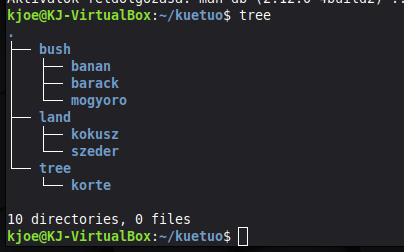 Aktivátor feldolgozása: man-db (2.12.0-4build2) ..
kjoe@KJ-VirtualBox:~/kuetuo$ tree
.
├── bush
│   ├── banan
│   ├── barack
│   └── mogyoro
├── land
│   ├── kokusz
│   └── szeder
└── tree
    └── korte

10 directories, 0 files
kjoe@KJ-VirtualBox:~/kuetuo$